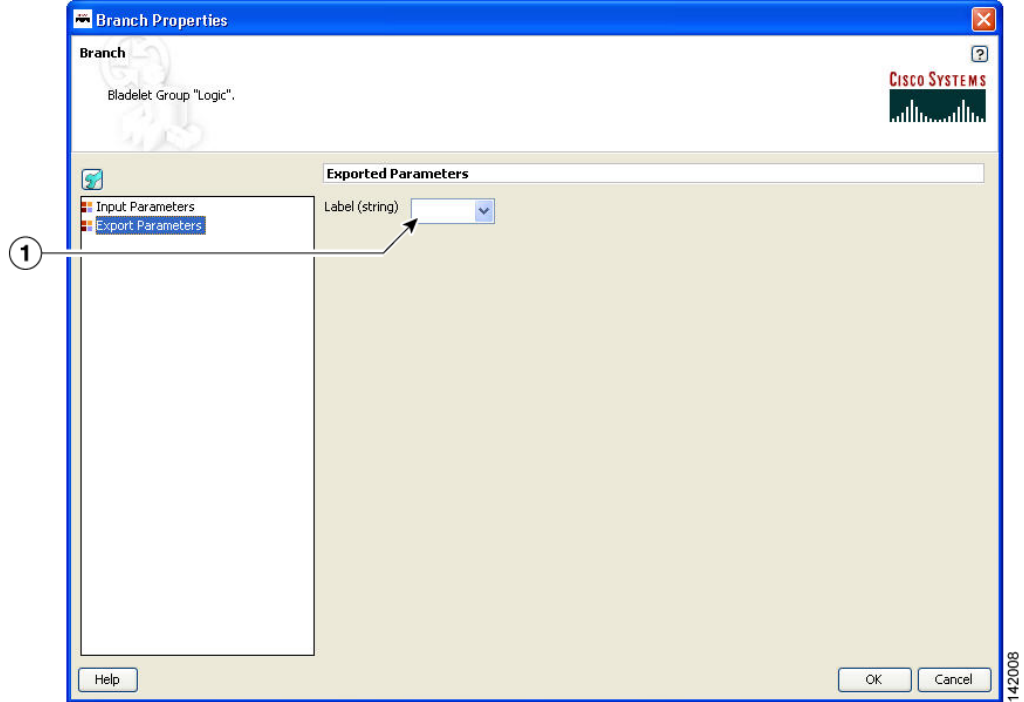 Branch Properties
Branch
Bladelet Group "Logic".
CISCO SYSTEMS
Exported Parameters
Input Parameters
Export Parameters
Label (string)
1
Help
OK
Cancel
142008